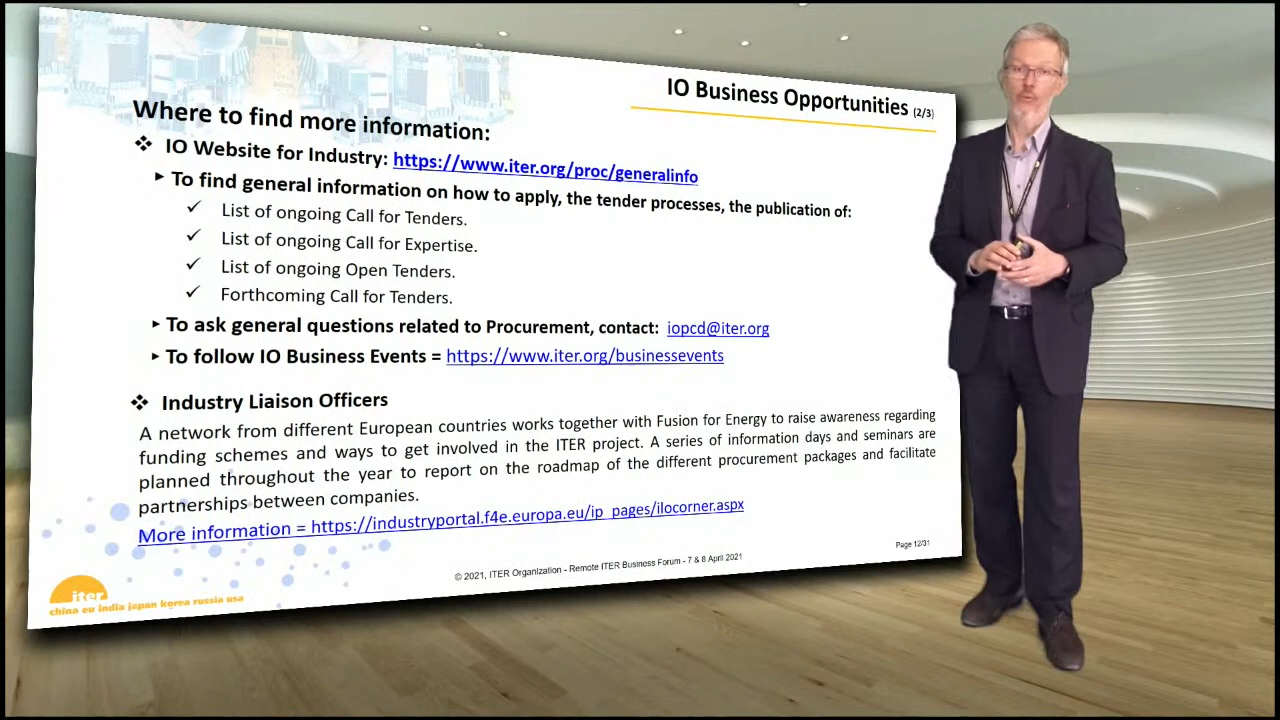 IO Business Opportunities (2/3)
Where to find more information:
❖ IO Website for Industry: https://www.iter.org/proc/generalinfo
‣ To find general information on how to apply, the tender processes, the publication of:
✓ List of ongoing Call for Tenders.
✓ List of ongoing Call for Expertise.
✓ List of ongoing Open Tenders.
✓ Forthcoming Call for Tenders.
‣ To ask general questions related to Procurement, contact: iopcd@iter.org
‣ To follow IO Business Events = https://www.iter.org/businessevents
❖ Industry Liaison Officers
A network from different European countries works together with Fusion for Energy to raise awareness regarding
funding schemes and ways to get involved in the ITER project. A series of information days and seminars are
planned throughout the year to report on the roadmap of the different procurement packages and facilitate
partnerships between companies.
More information = https://industryportal.f4e.europa.eu/ip_pages/ilocorner.aspx
Page 12/31
© 2021, ITER Organization - Remote ITER Business Forum - 7 & 8 April 2021
iter
china eu india japan korea russia usa